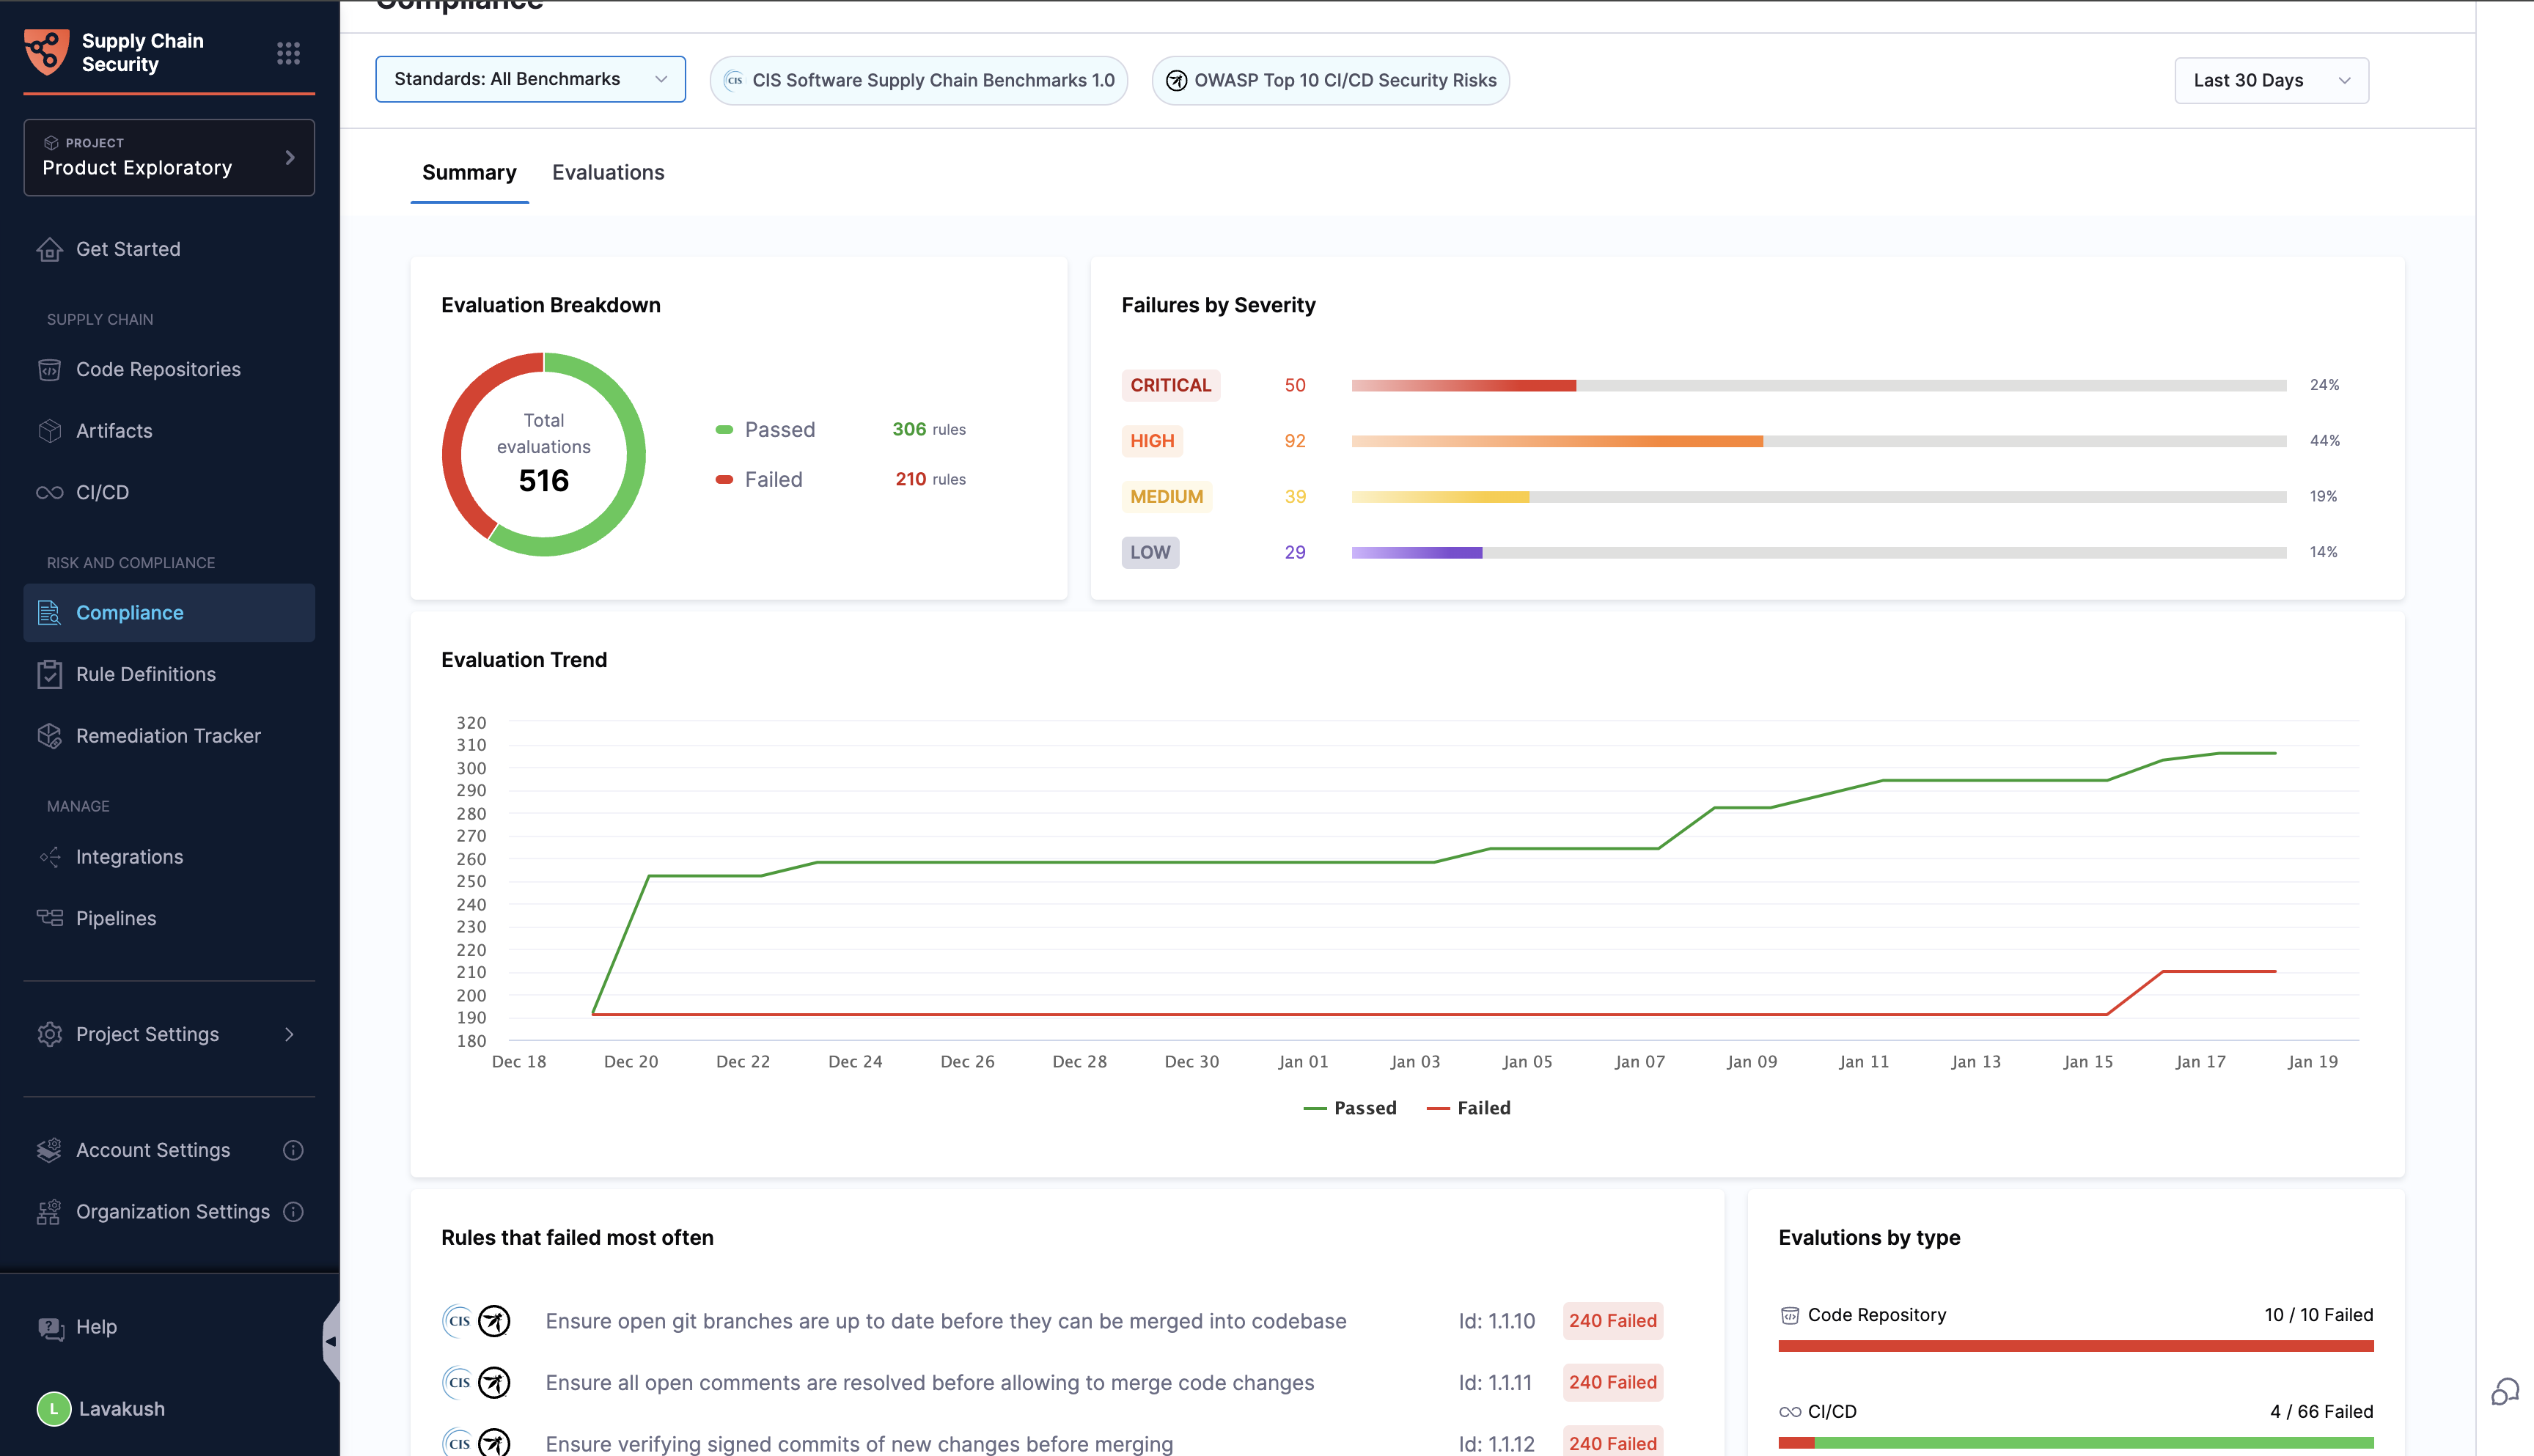 Supply Chain
Security
PROJECT
Product Exploratory
Get Started
SUPPLY CHAIN
Code Repositories
Artifacts
CI/CD
RISK AND COMPLIANCE
Compliance
Rule Definitions
Remediation Tracker
MANAGE
Integrations
Pipelines
Project Settings
Account Settings
Organization Settings
Help
L Lavakush
Compliance
Standards: All Benchmarks
CIS CIS Software Supply Chain Benchmarks 1.0
OWASP Top 10 CI/CD Security Risks
Last 30 Days
Summary
Evaluations
Evaluation Breakdown
Total
evaluations
516
Passed 306 rules
Failed 210 rules
Failures by Severity
CRITICAL 50 24%
HIGH 92 44%
MEDIUM 39 19%
LOW 29 14%
Evaluation Trend
320
310
300
290
280
270
260
250
240
230
220
210
200
190
180
Dec 18 Dec 20 Dec 22 Dec 24 Dec 26 Dec 28 Dec 30 Jan 01 Jan 03 Jan 05 Jan 07 Jan 09 Jan 11 Jan 13 Jan 15 Jan 17 Jan 19
Passed Failed
Rules that failed most often
CIS Ensure open git branches are up to date before they can be merged into codebase Id: 1.1.10 240 Failed
CIS Ensure all open comments are resolved before allowing to merge code changes Id: 1.1.11 240 Failed
CIS Ensure verifying signed commits of new changes before merging Id: 1.1.12 240 Failed
Evalutions by type
Code Repository 10 / 10 Failed
CI/CD 4 / 66 Failed